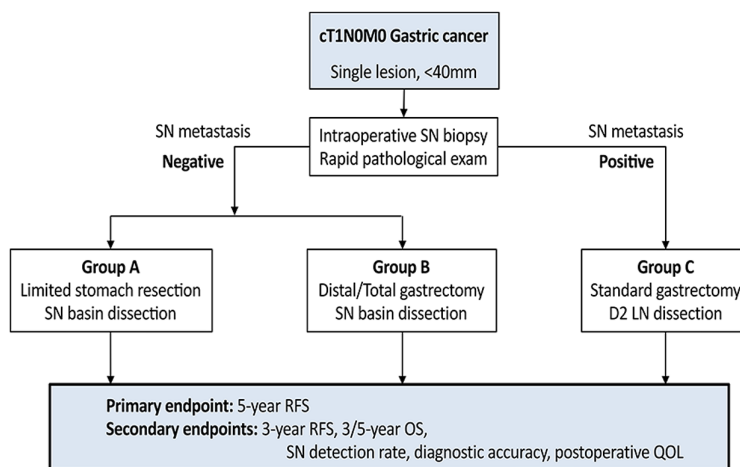 cT1N0M0 Gastric cancer
Single lesion, <40mm
SN metastasis
Negative
Intraoperative SN biopsy
Rapid pathological exam
SN metastasis
Positive
Group A
Limited stomach resection
SN basin dissection
Group B
Distal/Total gastrectomy
SN basin dissection
Group C
Standard gastrectomy
D2 LN dissection
Primary endpoint: 5-year RFS
Secondary endpoints: 3-year RFS, 3/5-year OS,
SN detection rate, diagnostic accuracy, postoperative QOL